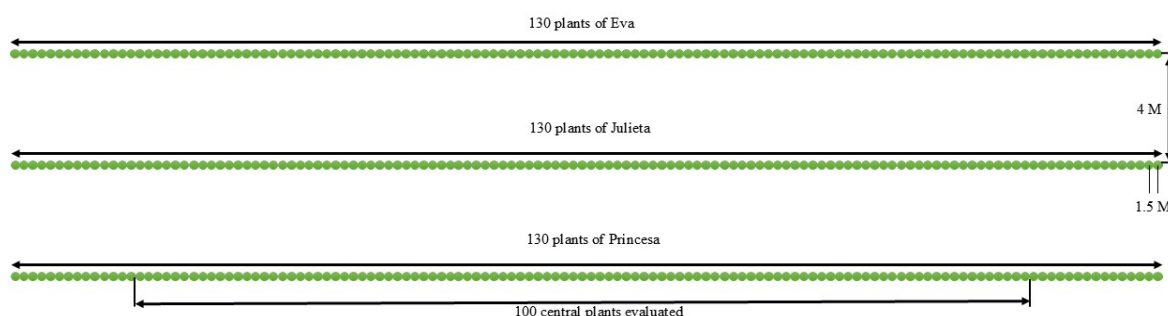 130 plants of Eva
4 M
130 plants of Julieta
1.5 M
130 plants of Princesa
100 central plants evaluated